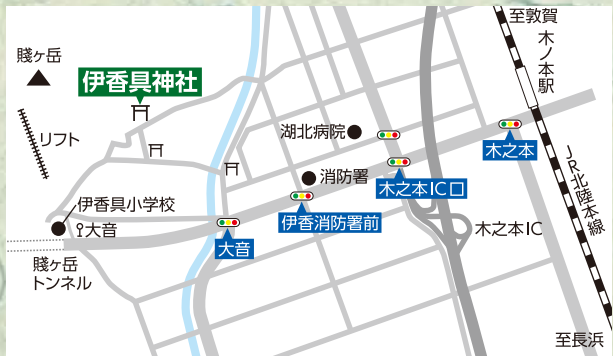 至敦賀
木ノ本駅
賤ヶ岳
伊香具神社
リフト
湖北病院
木之本
消防署
木之本IC口
JR北陸本線
伊香具小学校
大音
伊香消防署前
大音
木之本IC
賤ヶ岳
トンネル
至長浜